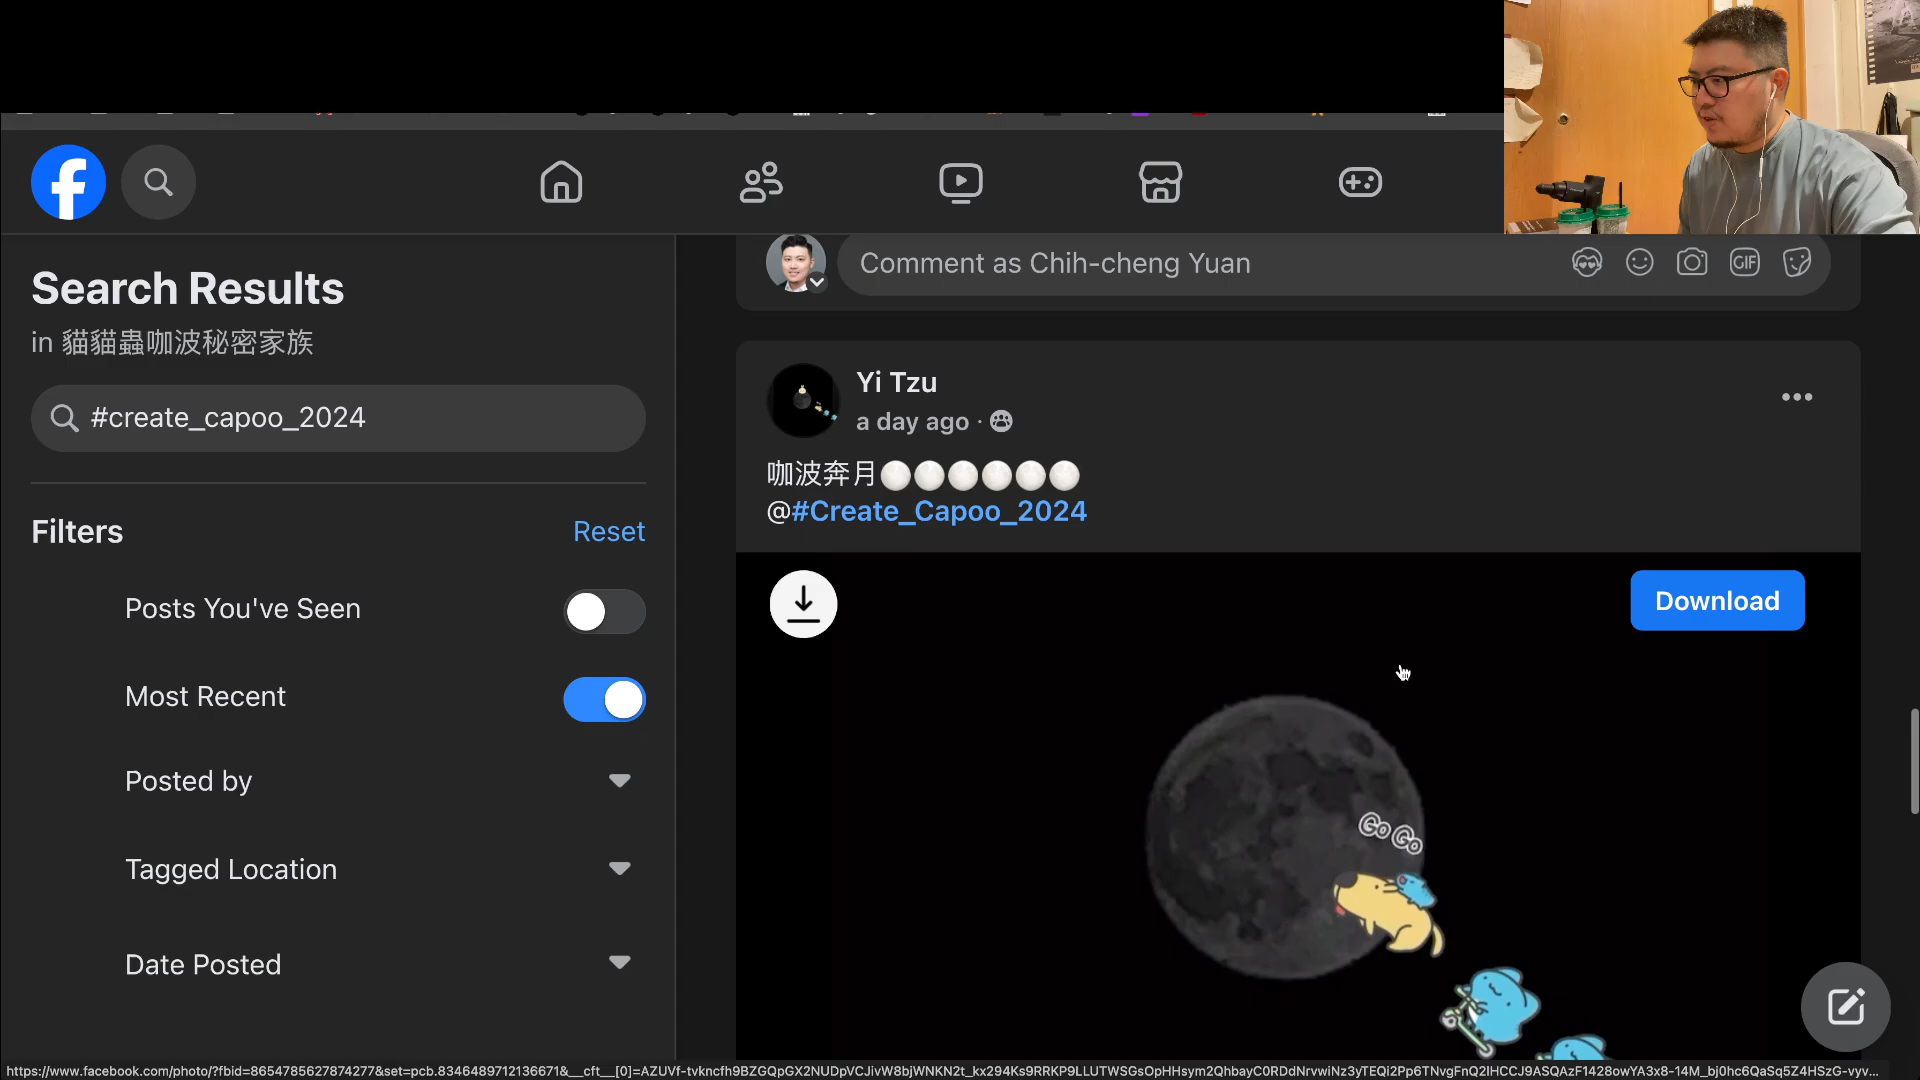 Search Results
in 貓貓蟲咖波秘密家族
#create_capoo_2024
Filters
Reset
Posts You've Seen
Most Recent
Posted by
Tagged Location
Date Posted
Comment as Chih-cheng Yuan
GIF
Yi Tzu
a day ago ·
咖波奔月
@#Create_Capoo_2024
Download
Go Go